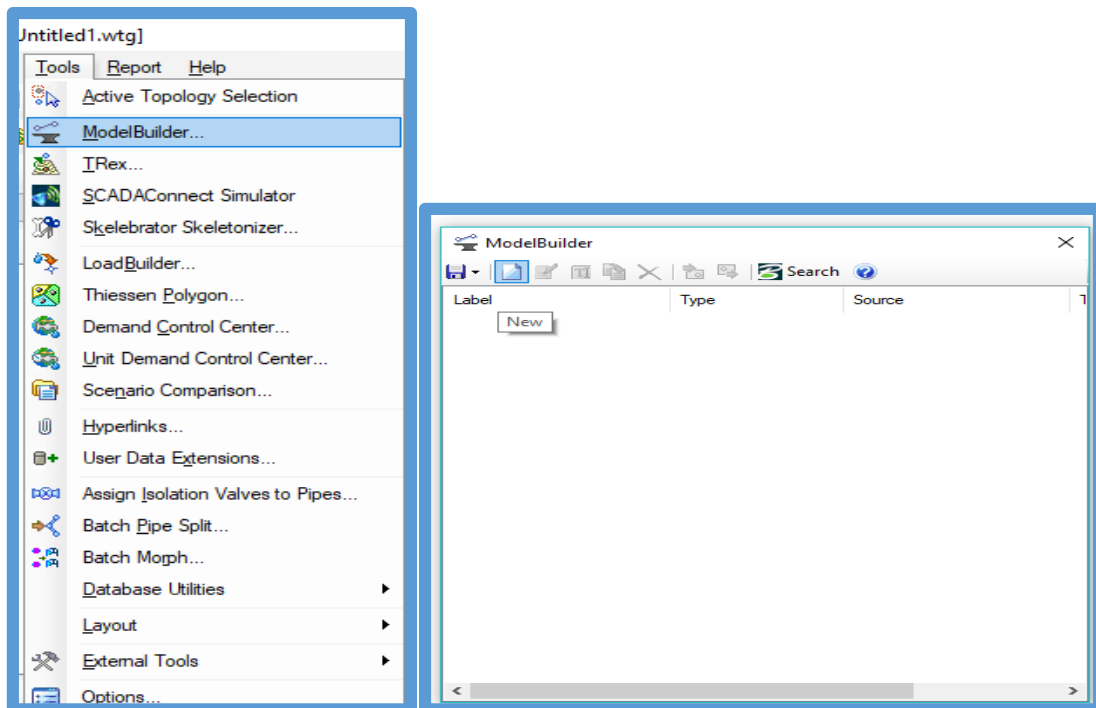 Untitled1.wtg]
Tools Report Help
Active Topology Selection
ModelBuilder...
TRex...
SCADAConnect Simulator
Skelebrator Skeletonizer...
LoadBuilder...
Thiessen Polygon...
Demand Control Center...
Unit Demand Control Center...
Scenario Comparison...
Hyperlinks...
User Data Extensions...
Assign Isolation Valves to Pipes...
Batch Pipe Split...
Batch Morph...
Database Utilities
Layout
External Tools
Options...
ModelBuilder
Search
Label Type Source
New